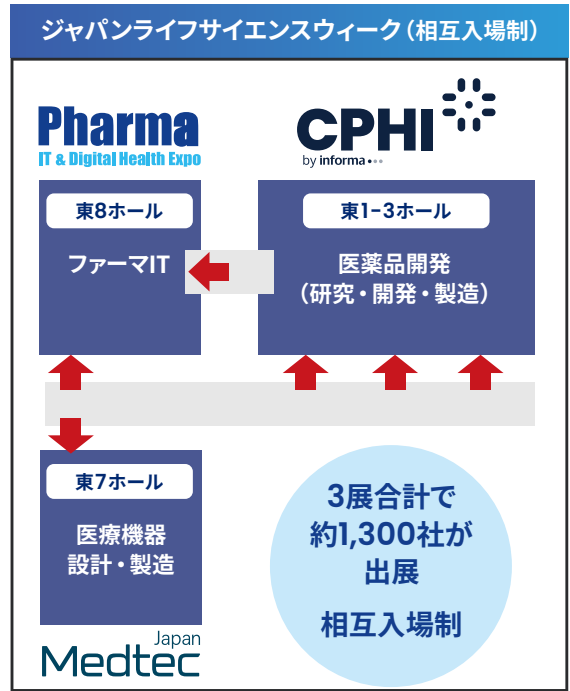 ジャパンライフサイエンスウィーク（相互入場制）
Pharma
IT & Digital Health Expo
CPHI
by informa
東8ホール
ファーマIT
東1-3ホール
医薬品開発
（研究・開発・製造）
東7ホール
医療機器
設計・製造
Japan
Medtec
3展合計で
約1,300社が
出展
相互入場制